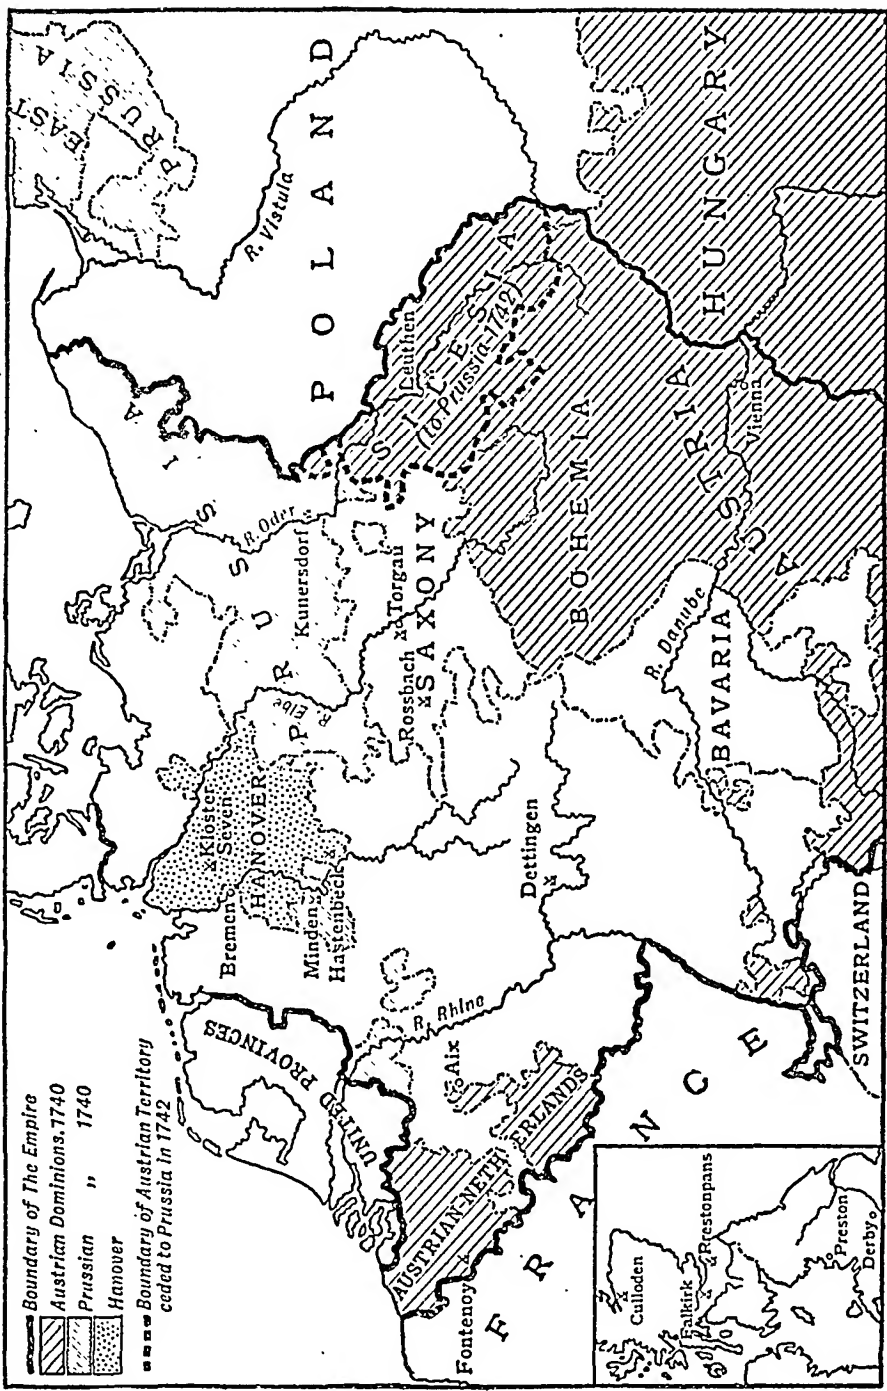 Boundary of The Empire
Austrian Dominions.1740
Prussian „ 1740
Hanover
Boundary of Austrian Territory
ceded to Prussia in 1742
EAST
PRUSSIA
R. Vistula
POLAND
PRUSSIA
R. Oder
Kunersdorf
R. Elbe
Kloster
Seven
HANOVER
Bremen
Minden
Hastenbeck
UNITED PROVINCES
R. Rhine
Aix
AUSTRIAN NETHERLANDS
Fontenoy
FRANCE
Rossbach
Torgau
SAXONY
Leuthen
SILESIA
(to Prussia 1742)
BOHEMIA
Dettingen
R. Danube
BAVARIA
AUSTRIA
Vienna
HUNGARY
SWITZERLAND
Culloden
Falkirk
Prestonpans
Preston
Derby